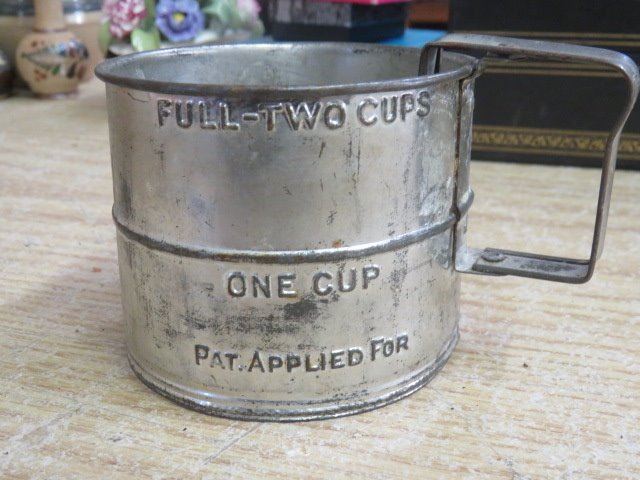 FULL-TWO CUPS
ONE CUP
PAT. APPLIED FOR